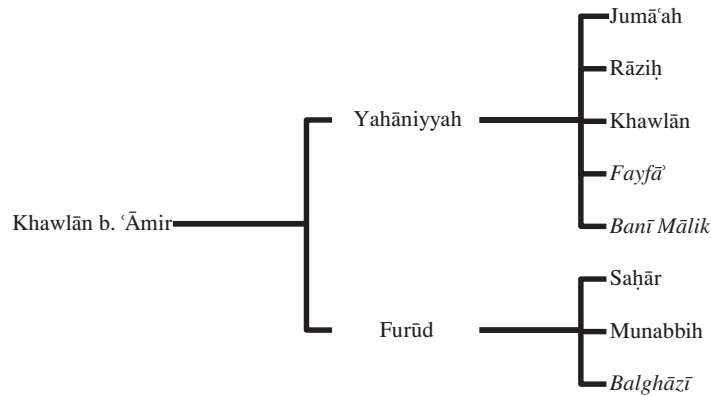 Jumāʿah
Rāziḥ
Yahāniyyah
Khawlān
Fayfāʾ
Khawlān b. ʿĀmir
Banī Mālik
Saḥār
Furūd
Munabbih
Balghāzī